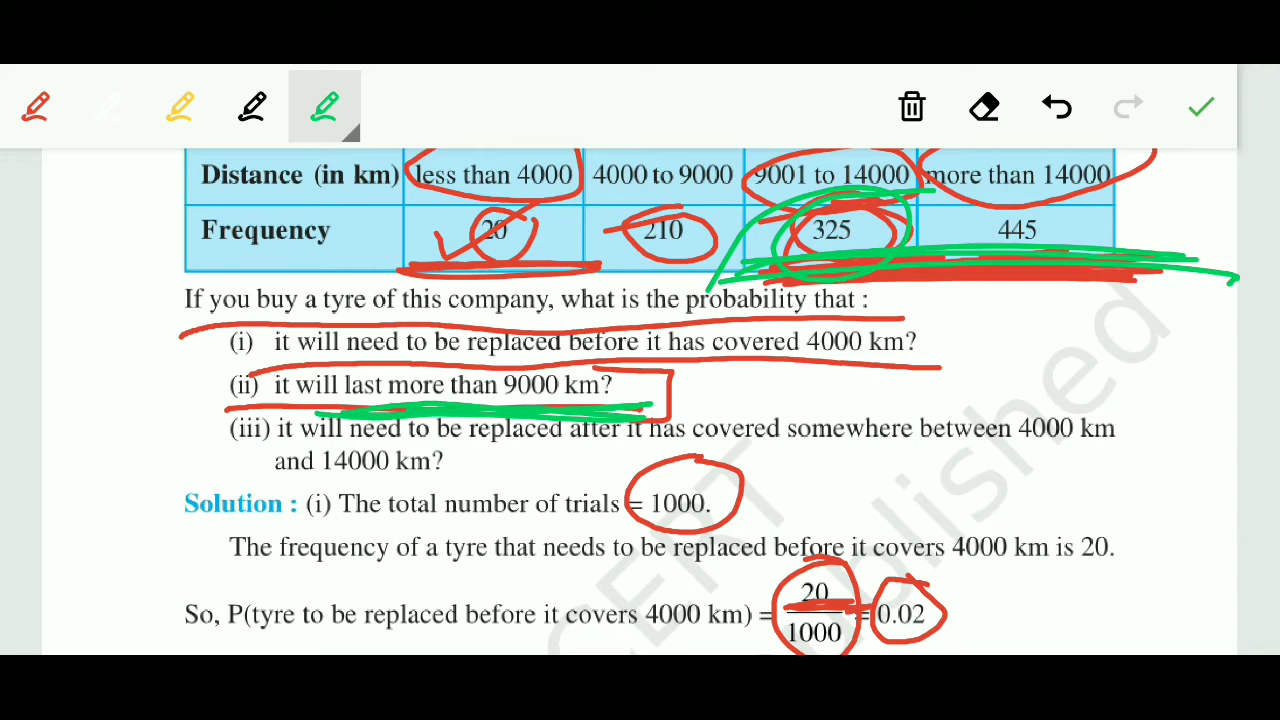 Distance (in km) less than 4000 4000 to 9000 9001 to 14000 more than 14000
Frequency 20 210 325 445
If you buy a tyre of this company, what is the probability that :
(i) it will need to be replaced before it has covered 4000 km?
(ii) it will last more than 9000 km?
(iii) it will need to be replaced after it has covered somewhere between 4000 km
and 14000 km?
Solution : (i) The total number of trials = 1000.
The frequency of a tyre that needs to be replaced before it covers 4000 km is 20.
So, P(tyre to be replaced before it covers 4000 km) = 20/1000 = 0.02